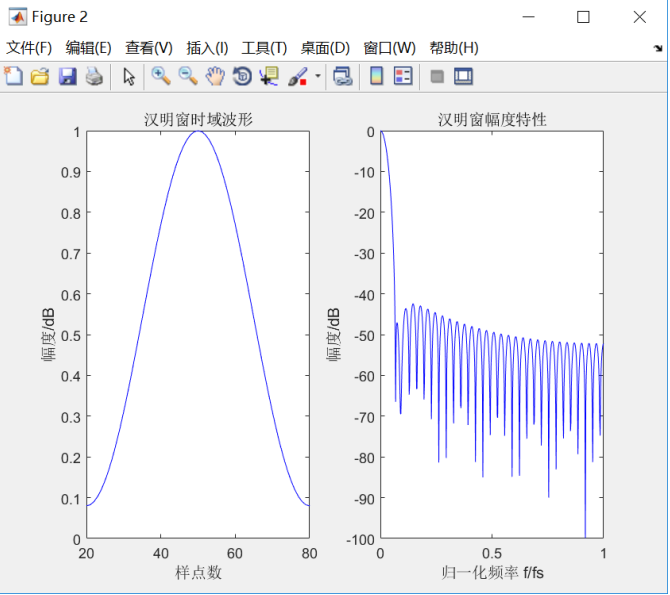 Figure 2
文件(F) 编辑(E) 查看(V) 插入(I) 工具(T) 桌面(D) 窗口(W) 帮助(H)
汉明窗时域波形
1
0.9
0.8
0.7
0.6
0.5
0.4
0.3
0.2
0.1
0
幅度/dB
20 40 60 80
样点数
汉明窗幅度特性
0
-10
-20
-30
-40
-50
-60
-70
-80
-90
-100
幅度/dB
0 0.5 1
归一化频率 f/fs